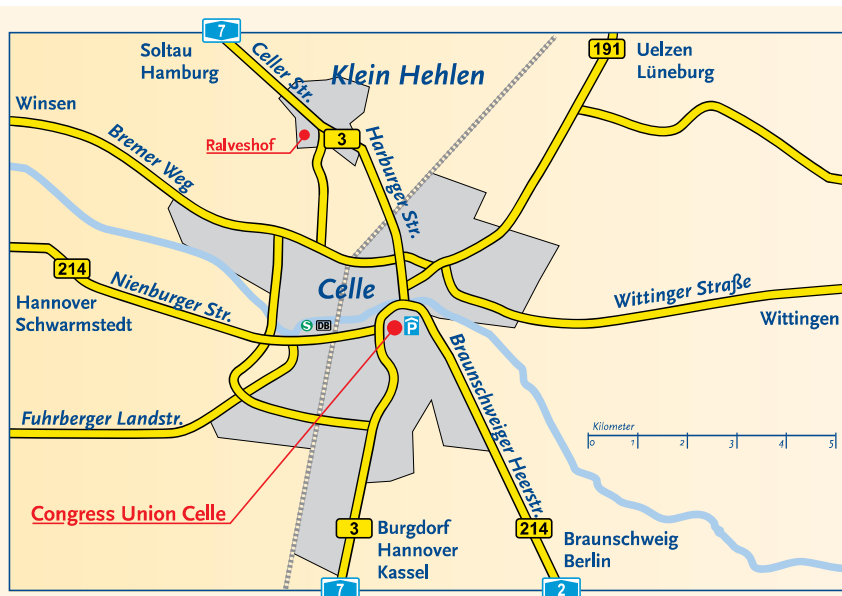 7
Soltau
Hamburg
Celler Str.
Klein Hehlen
191
Uelzen
Lüneburg
Winsen
Ralveshof
3
Bremer Weg
Harburger Str.
214
Nienburger Str.
Hannover
Schwarmstedt
Celle
Wittinger Straße
Wittingen
S
DB
P
Braunschweiger Heerstr.
Fuhrberger Landstr.
Kilometer
0 1 2 3 4 5
Congress Union Celle
3
Burgdorf
Hannover
Kassel
214
Braunschweig
Berlin
7
2